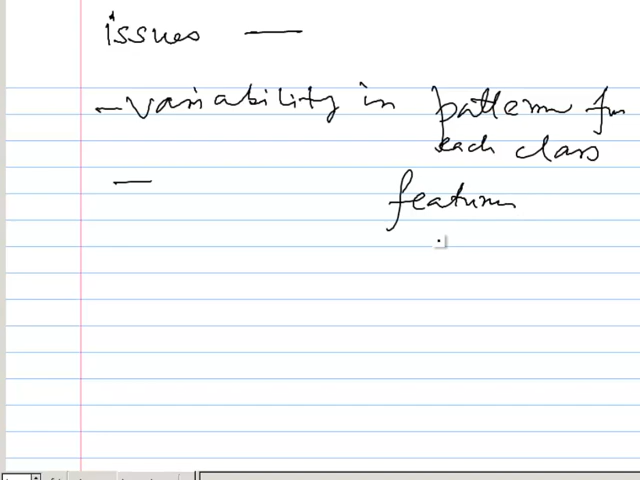 issues —
- variability in pattern for
each class
— features